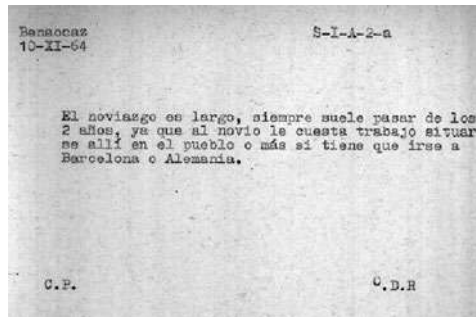 Benaocaz S-I-A-2-a
10-XI-64
El noviazgo es largo, siempre suele pasar de los
2 años, ya que al novio le cuesta trabajo situar
se allí en el pueblo o más si tiene que irse a
Barcelona o Alemania.
C.P. C.D.R